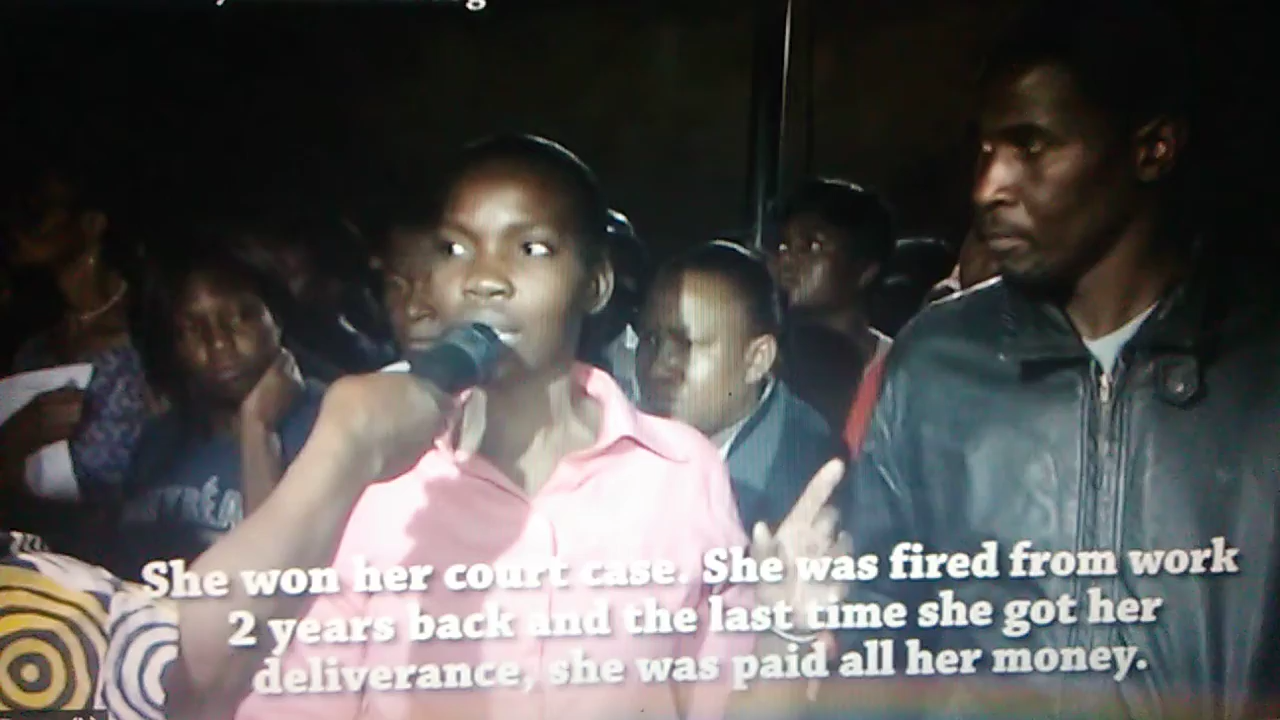 She won her court case. She was fired from work
2 years back and the last time she got her
deliverance, she was paid all her money.